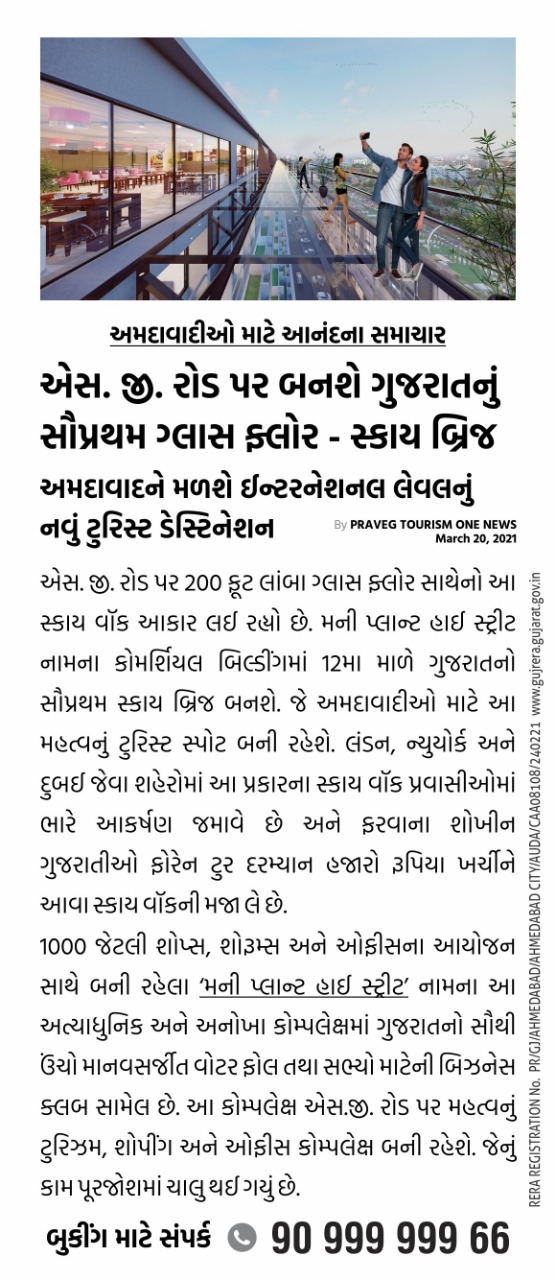 અમદાવાદીઓ માટે આનંદના સમાચાર
એસ. જી. રોડ પર બનશે ગુજરાતનું
સૌપ્રથમ ગ્લાસ ફ્લોર - સ્કાય બ્રિજ
અમદાવાદને મળશે ઈન્ટરનેશનલ લેવલનું
નવું ટુરિસ્ટ ડેસ્ટિનેશન
By PRAVEG TOURISM ONE NEWS
March 20, 2021
એસ. જી. રોડ પર 200 ફૂટ લાંબા ગ્લાસ ફ્લોર સાથેનો આ
સ્કાય વૉક આકાર લઈ રહ્યો છે. મની પ્લાન્ટ હાઈ સ્ટ્રીટ
નામના કોમર્શિયલ બિલ્ડીંગમાં 12મા માળે ગુજરાતનો
સૌપ્રથમ સ્કાય બ્રિજ બનશે. જે અમદાવાદીઓ માટે આ
મહત્વનું ટુરિસ્ટ સ્પોટ બની રહેશે. લંડન, ન્યુયોર્ક અને
દુબઈ જેવા શહેરોમાં આ પ્રકારના સ્કાય વૉક પ્રવાસીઓમાં
ભારે આકર્ષણ જમાવે છે અને ફરવાના શોખીન
ગુજરાતીઓ ફોરેન ટુર દરમ્યાન હજારો રૂપિયા ખર્ચીને
આવા સ્કાય વૉકની મજા લે છે.
1000 જેટલી શોપ્સ, શોરૂમ્સ અને ઓફીસના આયોજન
સાથે બની રહેલા ‘મની પ્લાન્ટ હાઈ સ્ટ્રીટ’ નામના આ
અત્યાધુનિક અને અનોખા કોમ્પલેક્ષમાં ગુજરાતનો સૌથી
ઉંચો માનવસર્જીત વોટર ફોલ તથા સભ્યો માટેની બિઝનેસ
ક્લબ સામેલ છે. આ કોમ્પલેક્ષ એસ.જી. રોડ પર મહત્વનું
ટુરિઝમ, શોપીંગ અને ઓફીસ કોમ્પલેક્ષ બની રહેશે. જેનું
કામ પૂરજોશમાં ચાલુ થઈ ગયું છે.
બુકીંગ માટે સંપર્ક 90 999 999 66
RERA REGISTRATION No. PR/GJ/AHMEDABAD/AHMEDABAD CITY/AUDA/CAA08108/240221 www.gujrera.gujarat.gov.in